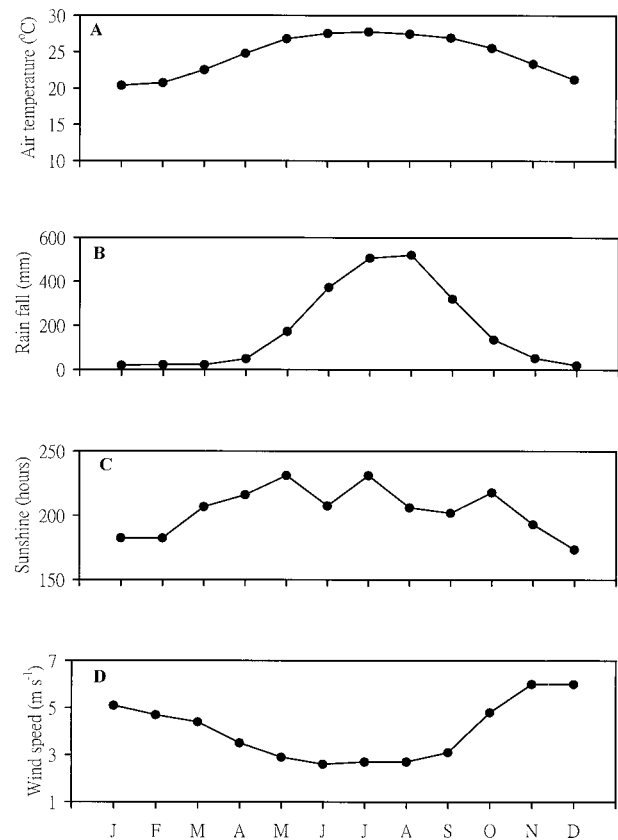 A
Air temperature (°C)
30
25
20
15
10
B
Rain fall (mm)
600
400
200
0
C
Sunshine (hours)
250
200
150
D
Wind speed (m s⁻¹)
7
5
3
1
J F M A M J J A S O N D